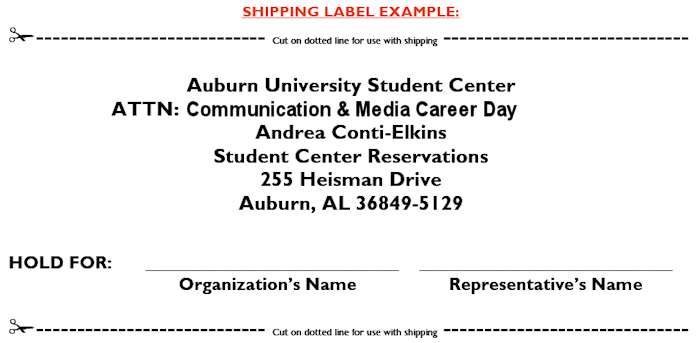 SHIPPING LABEL EXAMPLE:
Cut on dotted line for use with shipping
Auburn University Student Center
ATTN: Communication & Media Career Day
Andrea Conti-Elkins
Student Center Reservations
255 Heisman Drive
Auburn, AL 36849-5129
HOLD FOR:
Organization's Name Representative's Name
Cut on dotted line for use with shipping